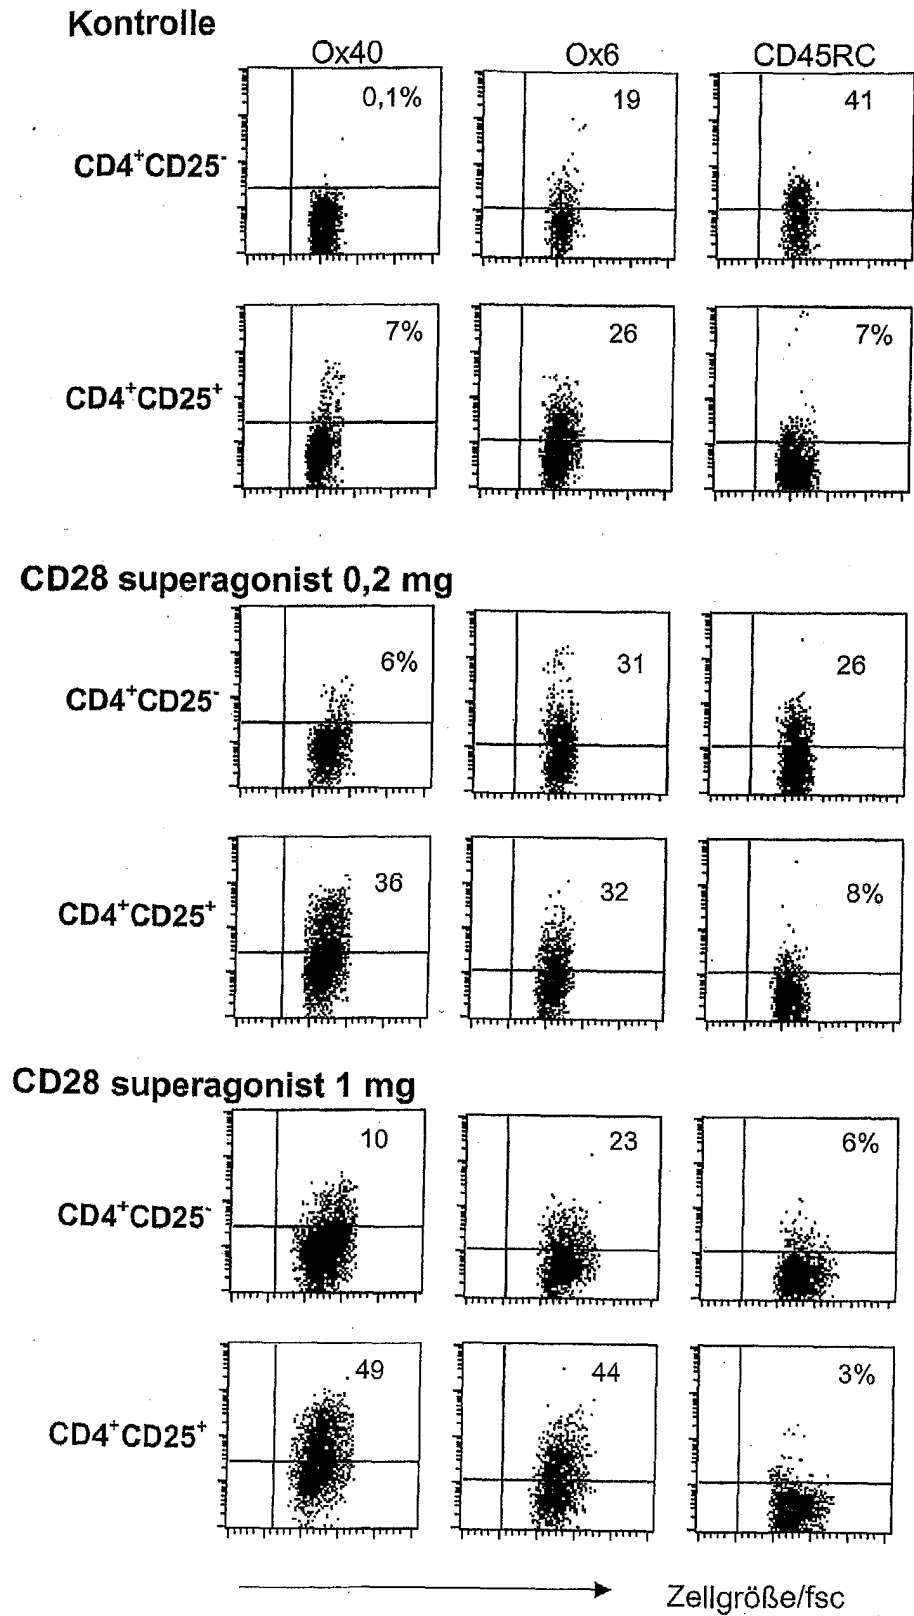 Kontrolle
Ox40 Ox6 CD45RC
CD4⁺CD25⁻ 0,1% 19 41
CD4⁺CD25⁺ 7% 26 7%
CD28 superagonist 0,2 mg
CD4⁺CD25⁻ 6% 31 26
CD4⁺CD25⁺ 36 32 8%
CD28 superagonist 1 mg
CD4⁺CD25⁻ 10 23 6%
CD4⁺CD25⁺ 49 44 3%
Zellgröße/fsc